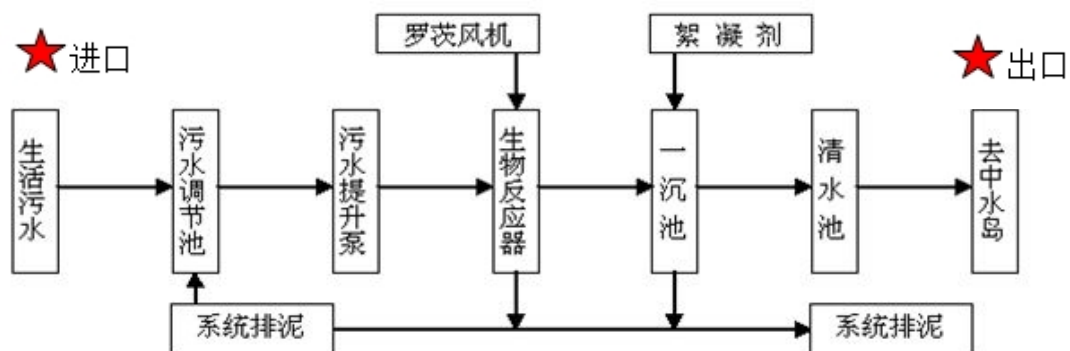 罗茨风机
絮凝剂
进口
出口
生活污水
污水调节池
污水提升泵
生物反应器
一沉池
清水池
去中水岛
系统排泥
系统排泥